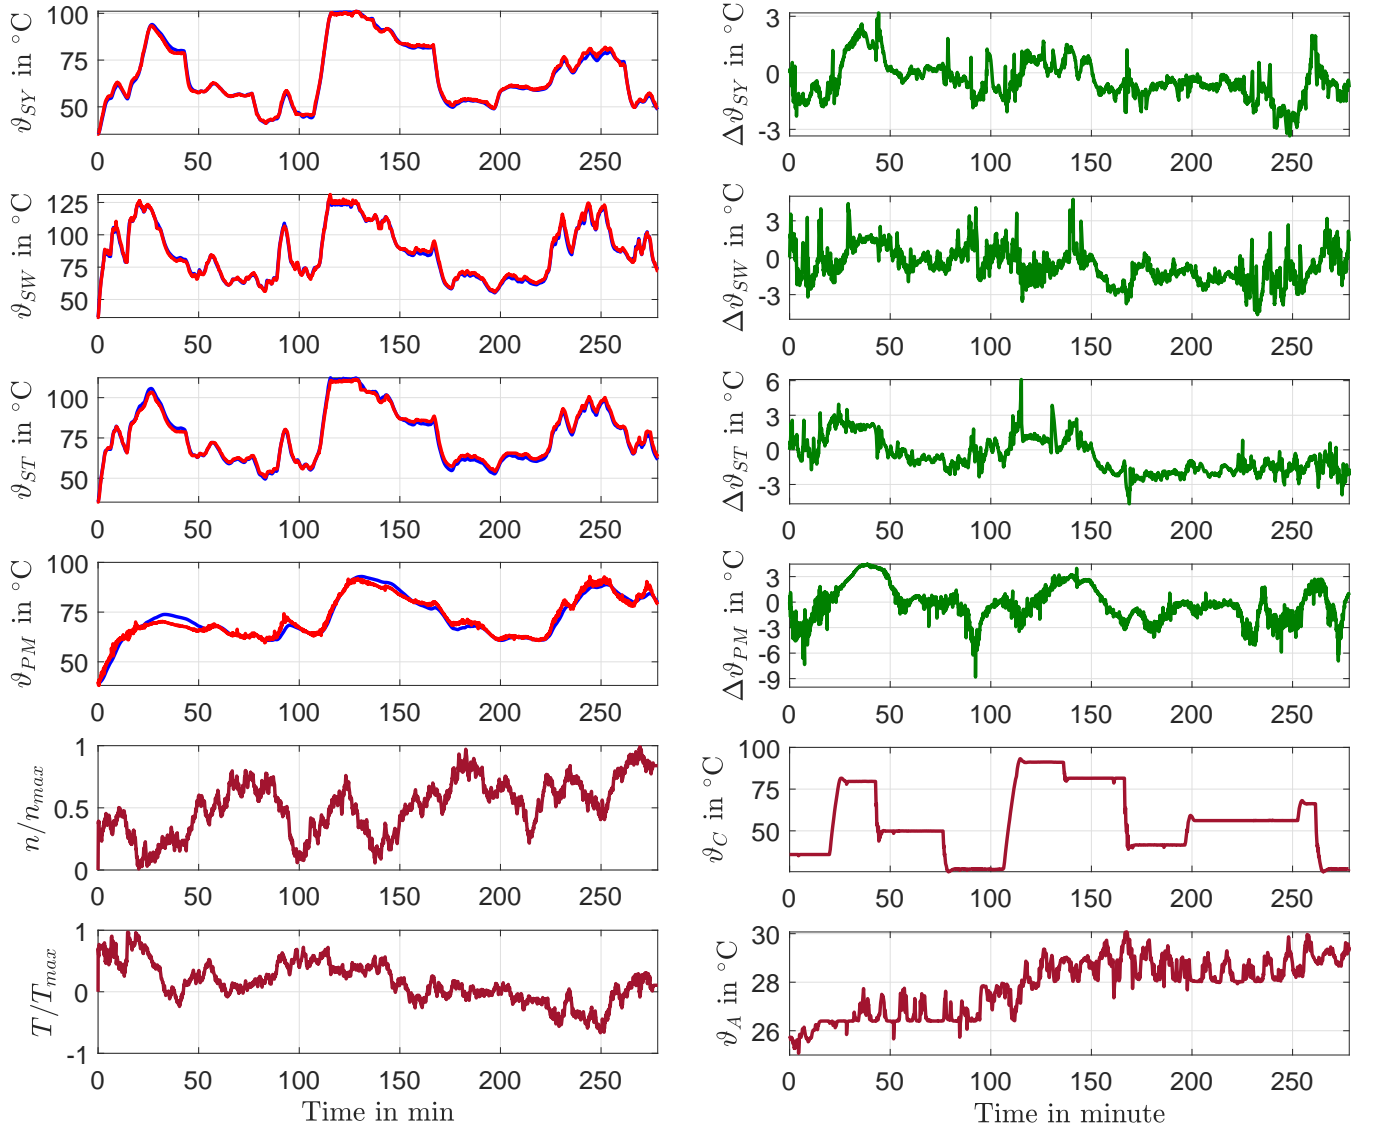 ϑ_SY in °C
100
75
50
0 50 100 150 200 250
Δϑ_SY in °C
3
0
-3
0 50 100 150 200 250
ϑ_SW in °C
125
100
75
50
0 50 100 150 200 250
Δϑ_SW in °C
3
0
-3
0 50 100 150 200 250
ϑ_ST in °C
100
75
50
0 50 100 150 200 250
Δϑ_ST in °C
6
3
0
-3
0 50 100 150 200 250
ϑ_PM in °C
100
75
50
0 50 100 150 200 250
Δϑ_PM in °C
3
0
-3
-6
-9
0 50 100 150 200 250
n/n_max
1
0.5
0
0 50 100 150 200 250
ϑ_C in °C
100
75
50
0 50 100 150 200 250
T/T_max
1
0
-1
0 50 100 150 200 250
Time in min
ϑ_A in °C
30
28
26
0 50 100 150 200 250
Time in minute